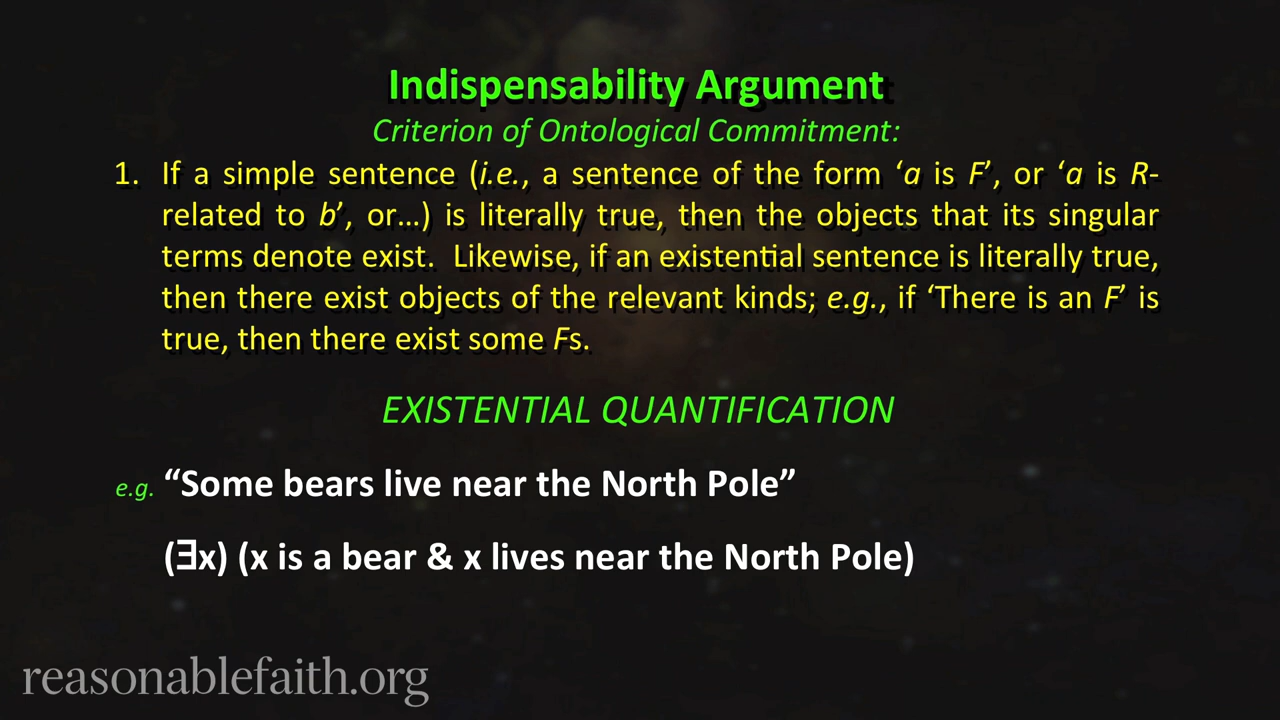 Indispensability Argument
Criterion of Ontological Commitment:
1. If a simple sentence (i.e., a sentence of the form ‘a is F’, or ‘a is R-
related to b’, or…) is literally true, then the objects that its singular
terms denote exist. Likewise, if an existential sentence is literally true,
then there exist objects of the relevant kinds; e.g., if ‘There is an F’ is
true, then there exist some Fs.
EXISTENTIAL QUANTIFICATION
e.g. “Some bears live near the North Pole”
(∃x) (x is a bear & x lives near the North Pole)
reasonablefaith.org